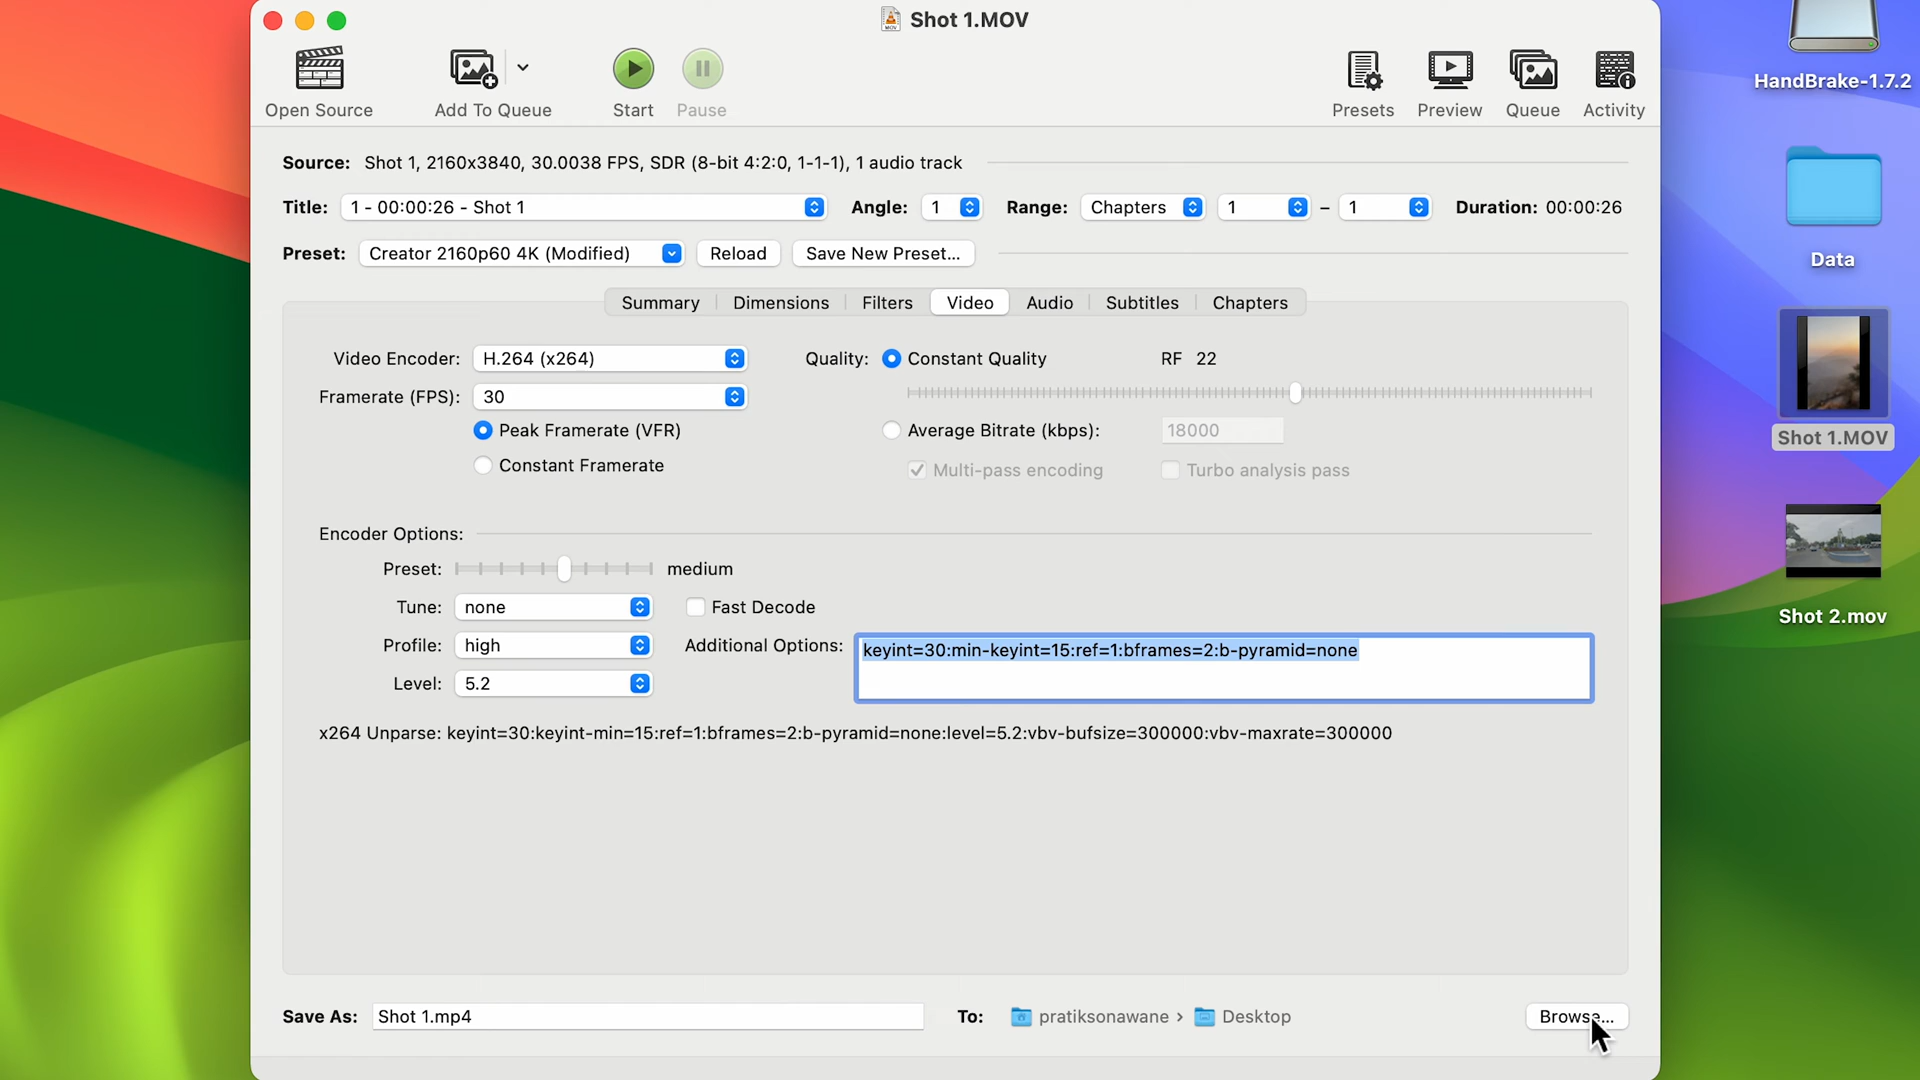 Shot 1.MOV
Open Source
Add To Queue
Start
Pause
Presets
Preview
Queue
Activity
Source: Shot 1, 2160x3840, 30.0038 FPS, SDR (8-bit 4:2:0, 1-1-1), 1 audio track
Title: 1 - 00:00:26 - Shot 1 Angle: 1 Range: Chapters 1 – 1 Duration: 00:00:26
Preset: Creator 2160p60 4K (Modified) Reload Save New Preset...
Summary Dimensions Filters Video Audio Subtitles Chapters
Video Encoder: H.264 (x264) Quality: Constant Quality RF 22
Framerate (FPS): 30
Peak Framerate (VFR) Average Bitrate (kbps): 18000
Constant Framerate Multi-pass encoding Turbo analysis pass
Encoder Options:
Preset: medium
Tune: none Fast Decode
Profile: high Additional Options: keyint=30:min-keyint=15:ref=1:bframes=2:b-pyramid=none
Level: 5.2
x264 Unparse: keyint=30:keyint-min=15:ref=1:bframes=2:b-pyramid=none:level=5.2:vbv-bufsize=300000:vbv-maxrate=300000
Save As: Shot 1.mp4 To: pratiksonawane › Desktop Browse...
HandBrake-1.7.2
Data
Shot 1.MOV
Shot 2.mov